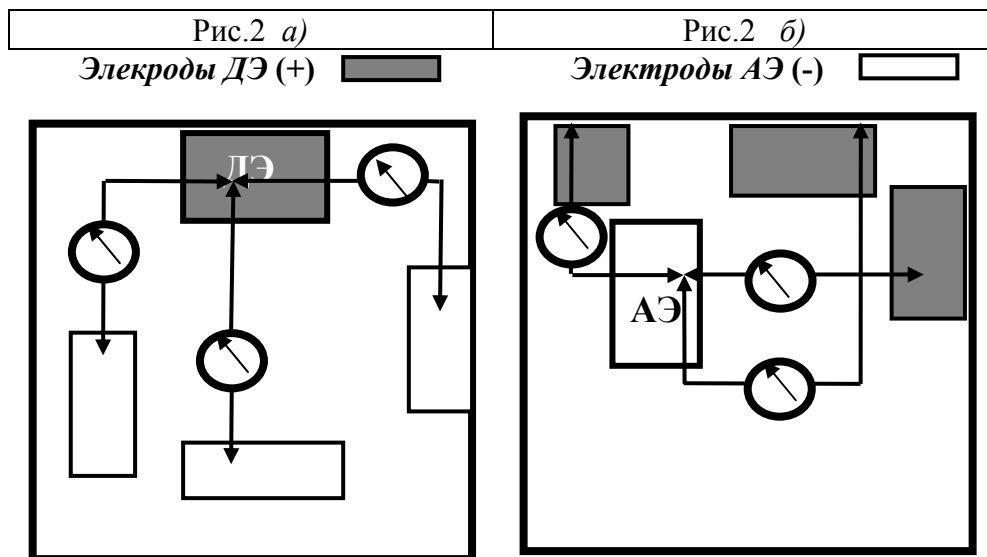 Рис.2 а)
Рис.2 б)
Элекроды ДЭ (+)
Электроды АЭ (-)
ДЭ
АЭ